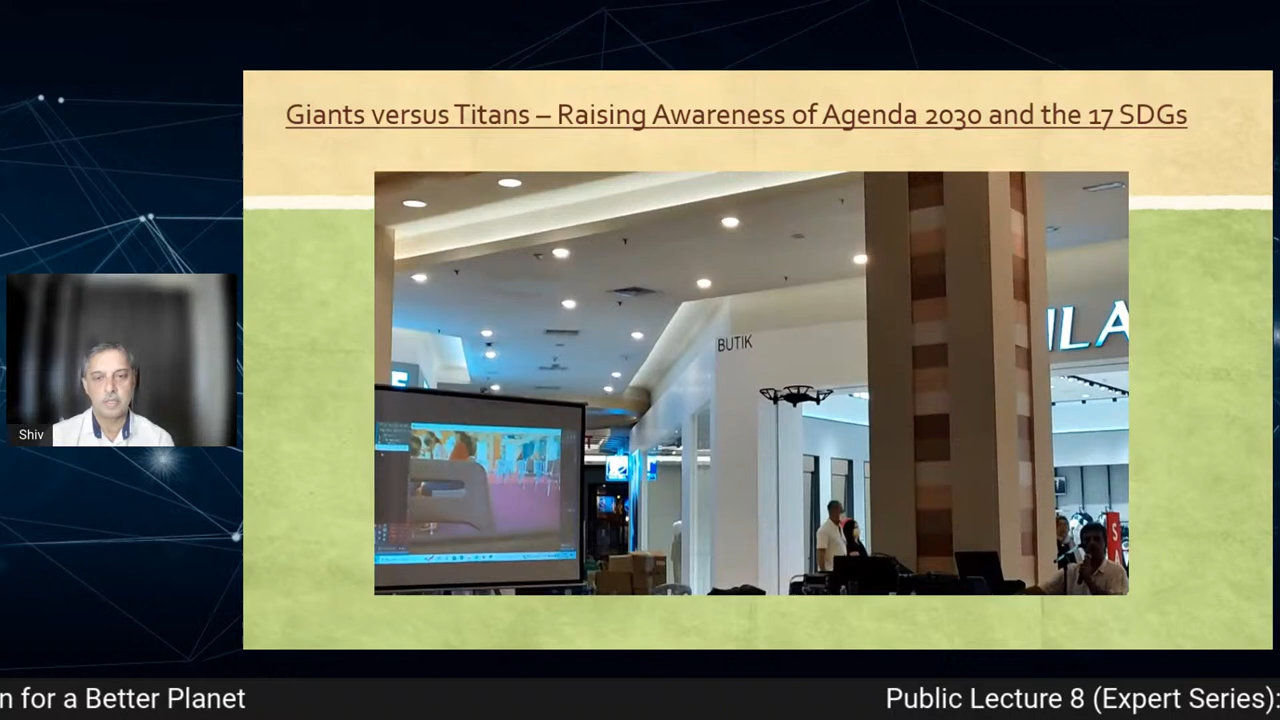 Giants versus Titans – Raising Awareness of Agenda 2030 and the 17 SDGs
BUTIK
ILA
Shiv
n for a Better Planet
Public Lecture 8 (Expert Series):